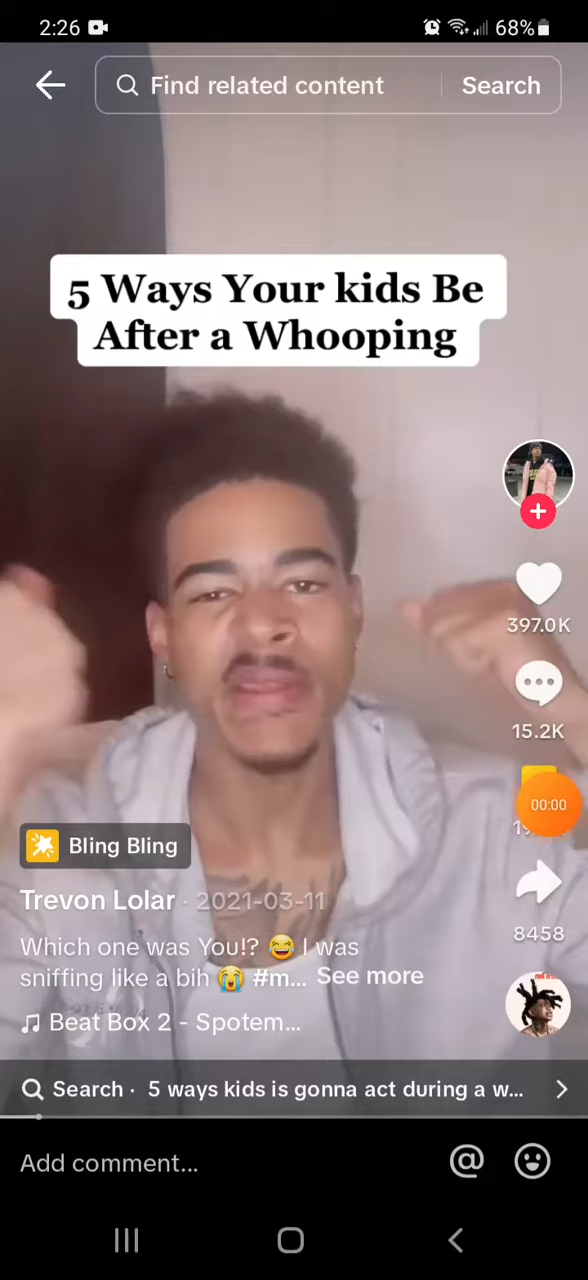 2:26
68%
Find related content
Search
5 Ways Your kids Be
After a Whooping
397.0K
15.2K
00:00
8458
Bling Bling
Trevon Lolar · 2021-03-11
Which one was You!? 😂 I was
sniffing like a bih 😭 #m... See more
Beat Box 2 - Spotem...
Search · 5 ways kids is gonna act during a w...
Add comment...
@